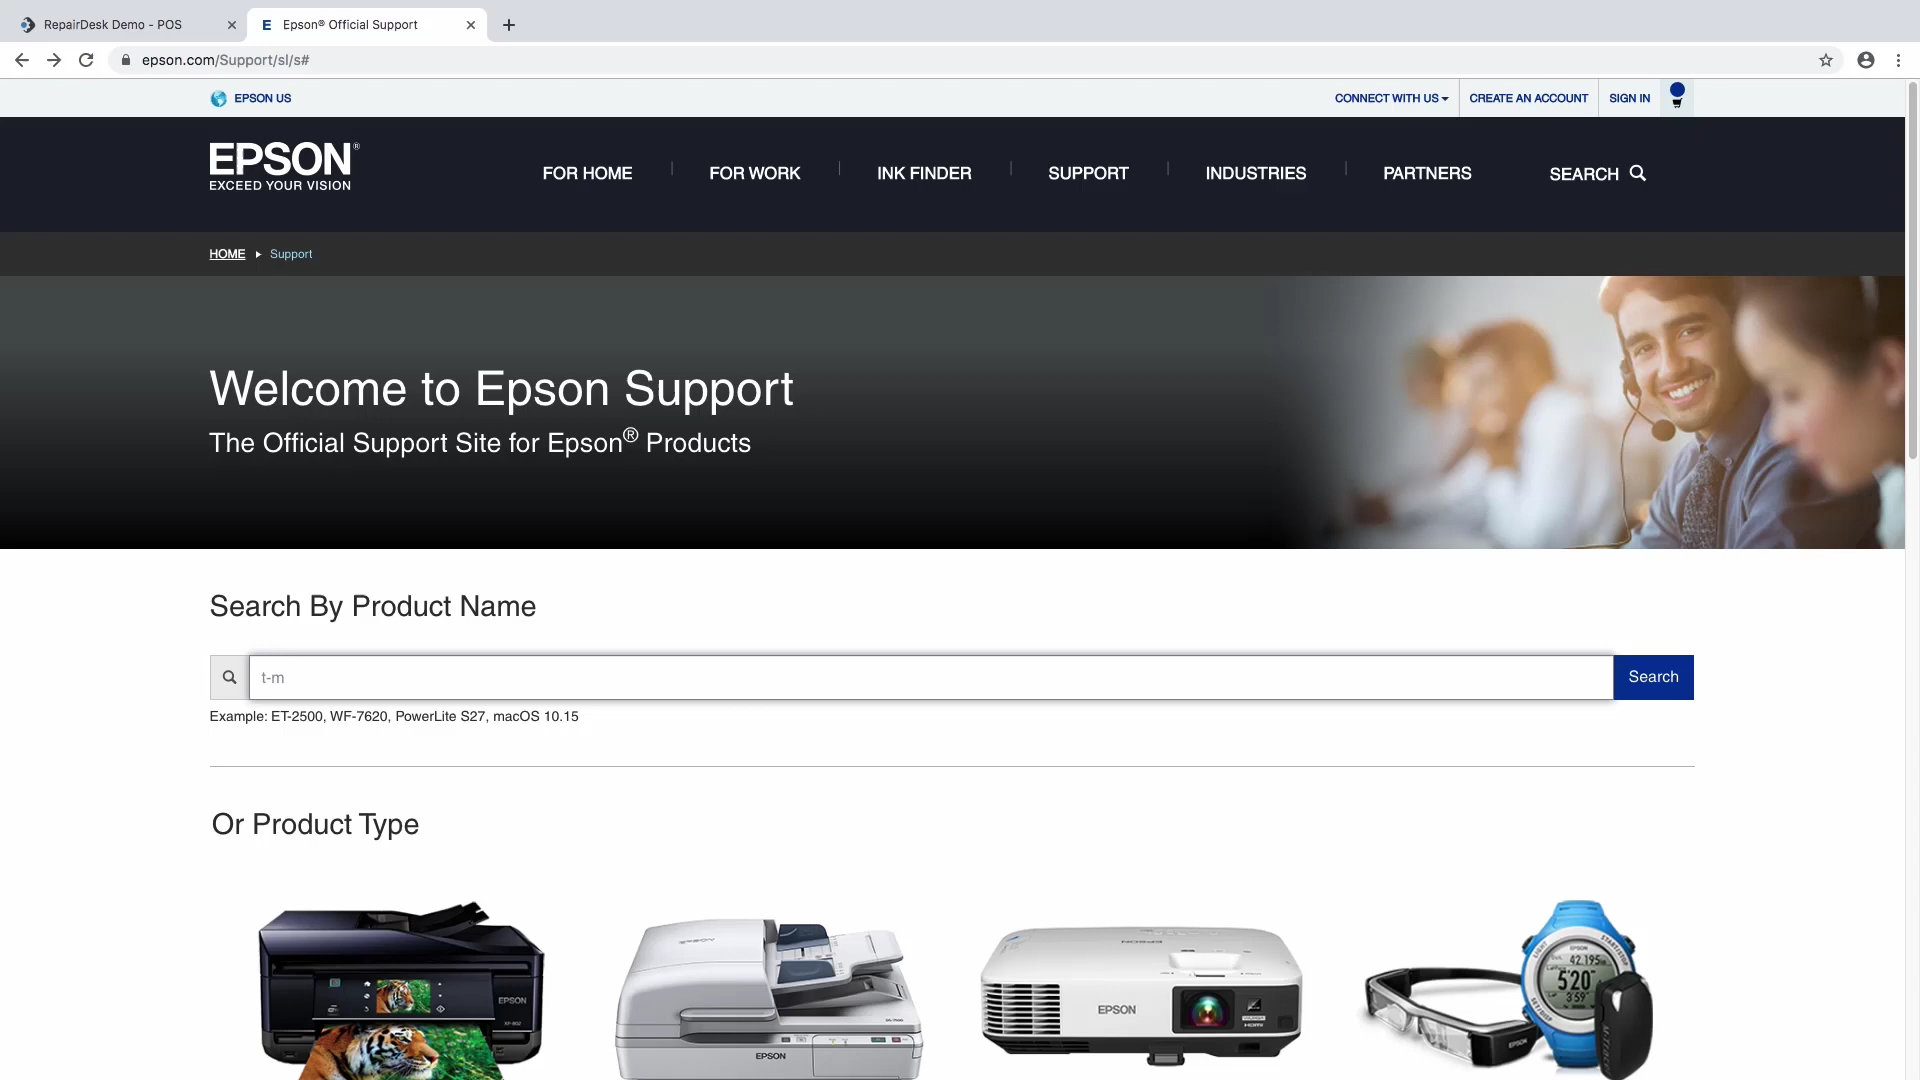 RepairDesk Demo - POS
Epson® Official Support
epson.com/Support/sl/s#
EPSON US
CONNECT WITH US
CREATE AN ACCOUNT
SIGN IN
EPSON®
EXCEED YOUR VISION
FOR HOME
FOR WORK
INK FINDER
SUPPORT
INDUSTRIES
PARTNERS
SEARCH
HOME
Support
Welcome to Epson Support
The Official Support Site for Epson® Products
Search By Product Name
t-m
Search
Example: ET-2500, WF-7620, PowerLite S27, macOS 10.15
Or Product Type
EPSON
EPSON
EPSON
EPSON
42.195
5'20"
3'59"
EPSON